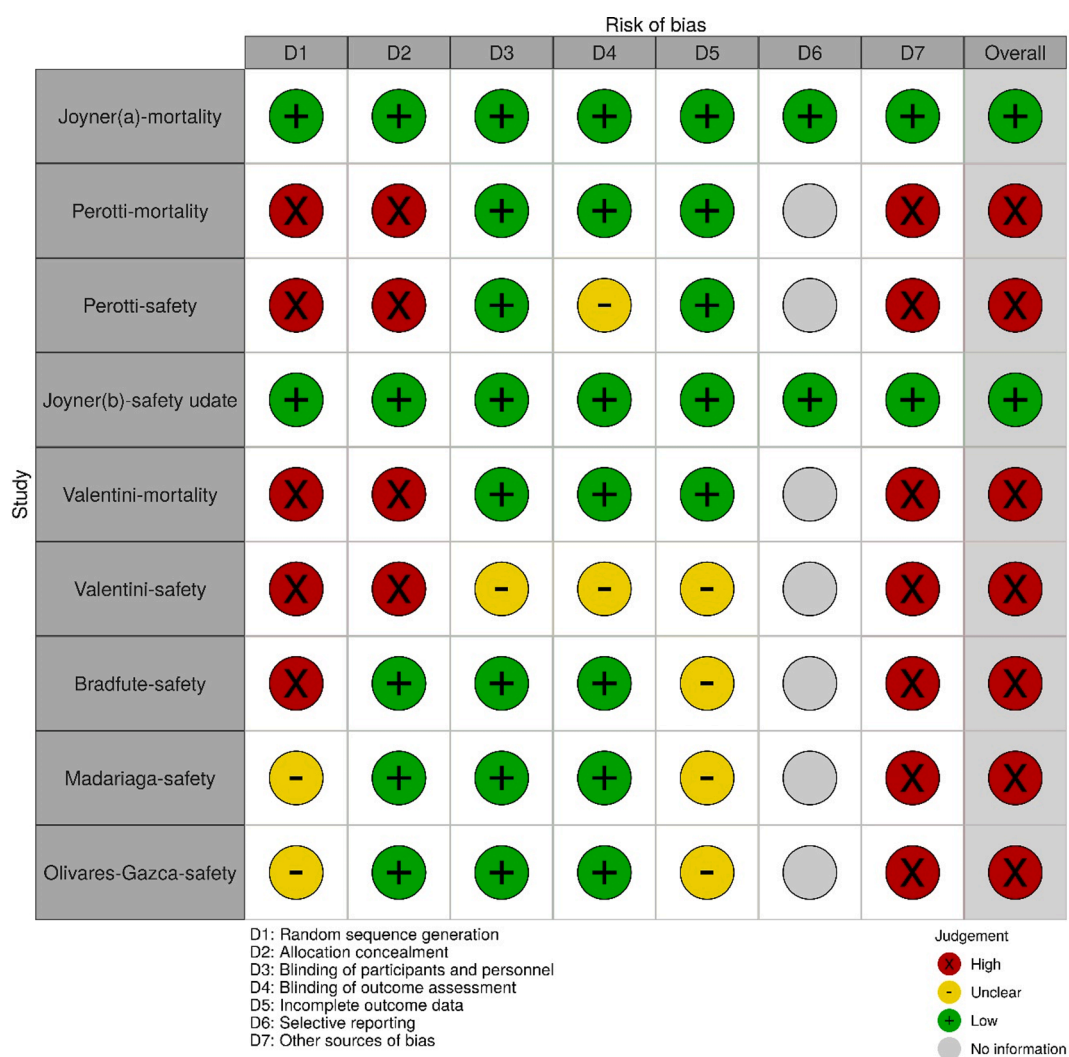 Risk of bias
D1 D2 D3 D4 D5 D6 D7 Overall
Study
Joyner(a)-mortality + + + + + + + +
Perotti-mortality X X + + + X X
Perotti-safety X X + - + X X
Joyner(b)-safety udate + + + + + + + +
Valentini-mortality X X + + + X X
Valentini-safety X X - - - X X
Bradfute-safety X + + + - X X
Madariaga-safety - + + + - X X
Olivares-Gazca-safety - + + + - X X
D1: Random sequence generation
D2: Allocation concealment
D3: Blinding of participants and personnel
D4: Blinding of outcome assessment
D5: Incomplete outcome data
D6: Selective reporting
D7: Other sources of bias
Judgement
X High
- Unclear
+ Low
No information